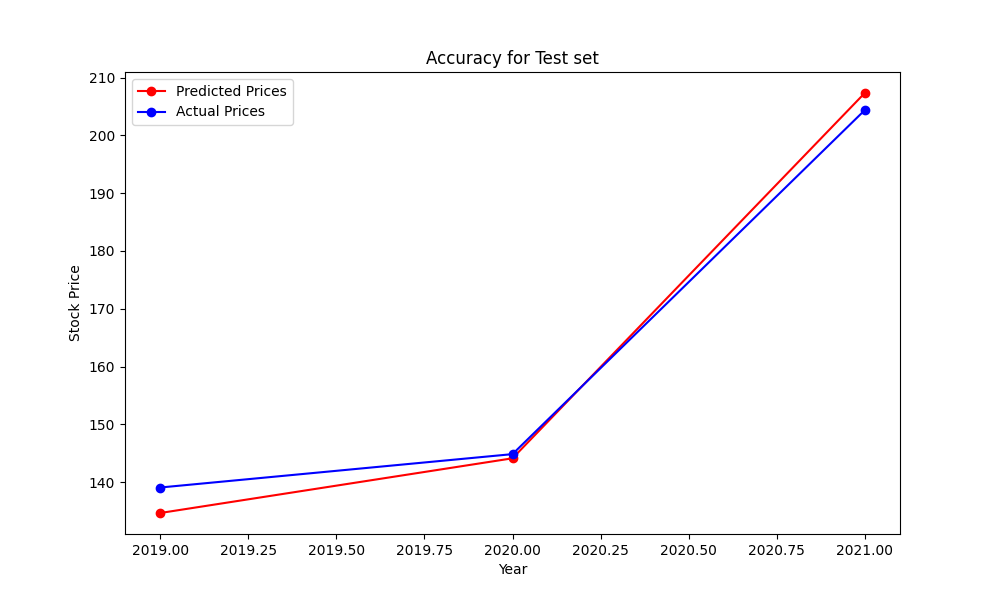 Accuracy for Test set
Predicted Prices
Actual Prices
210
200
190
180
170
160
150
140
Stock Price
2019.00 2019.25 2019.50 2019.75 2020.00 2020.25 2020.50 2020.75 2021.00
Year